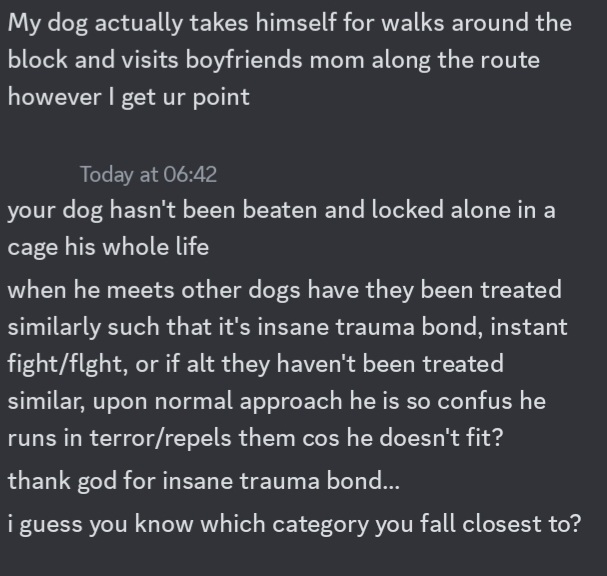 My dog actually takes himself for walks around the
block and visits boyfriends mom along the route
however I get ur point
Today at 06:42
your dog hasn't been beaten and locked alone in a
cage his whole life
when he meets other dogs have they been treated
similarly such that it's insane trauma bond, instant
fight/flght, or if alt they haven't been treated
similar, upon normal approach he is so confus he
runs in terror/repels them cos he doesn't fit?
thank god for insane trauma bond...
i guess you know which category you fall closest to?